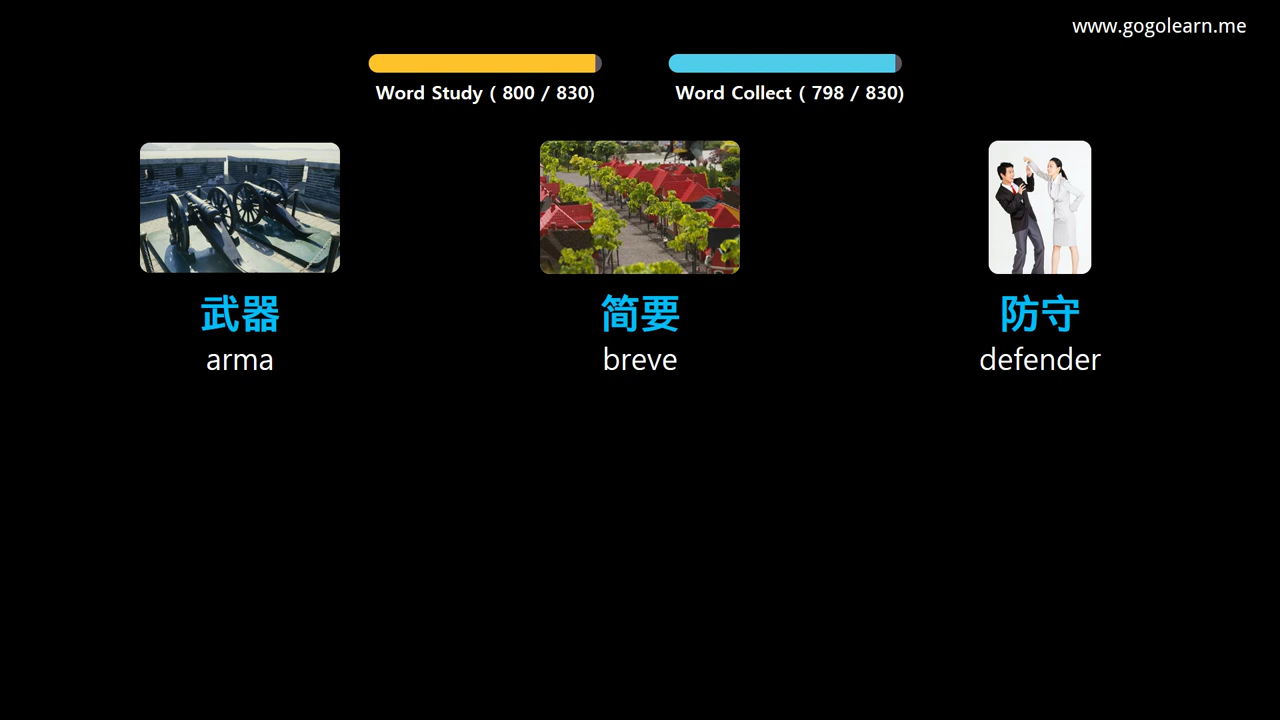 www.gogolearn.me
Word Study ( 800 / 830)
Word Collect ( 798 / 830)
武器
简要
防守
arma
breve
defender